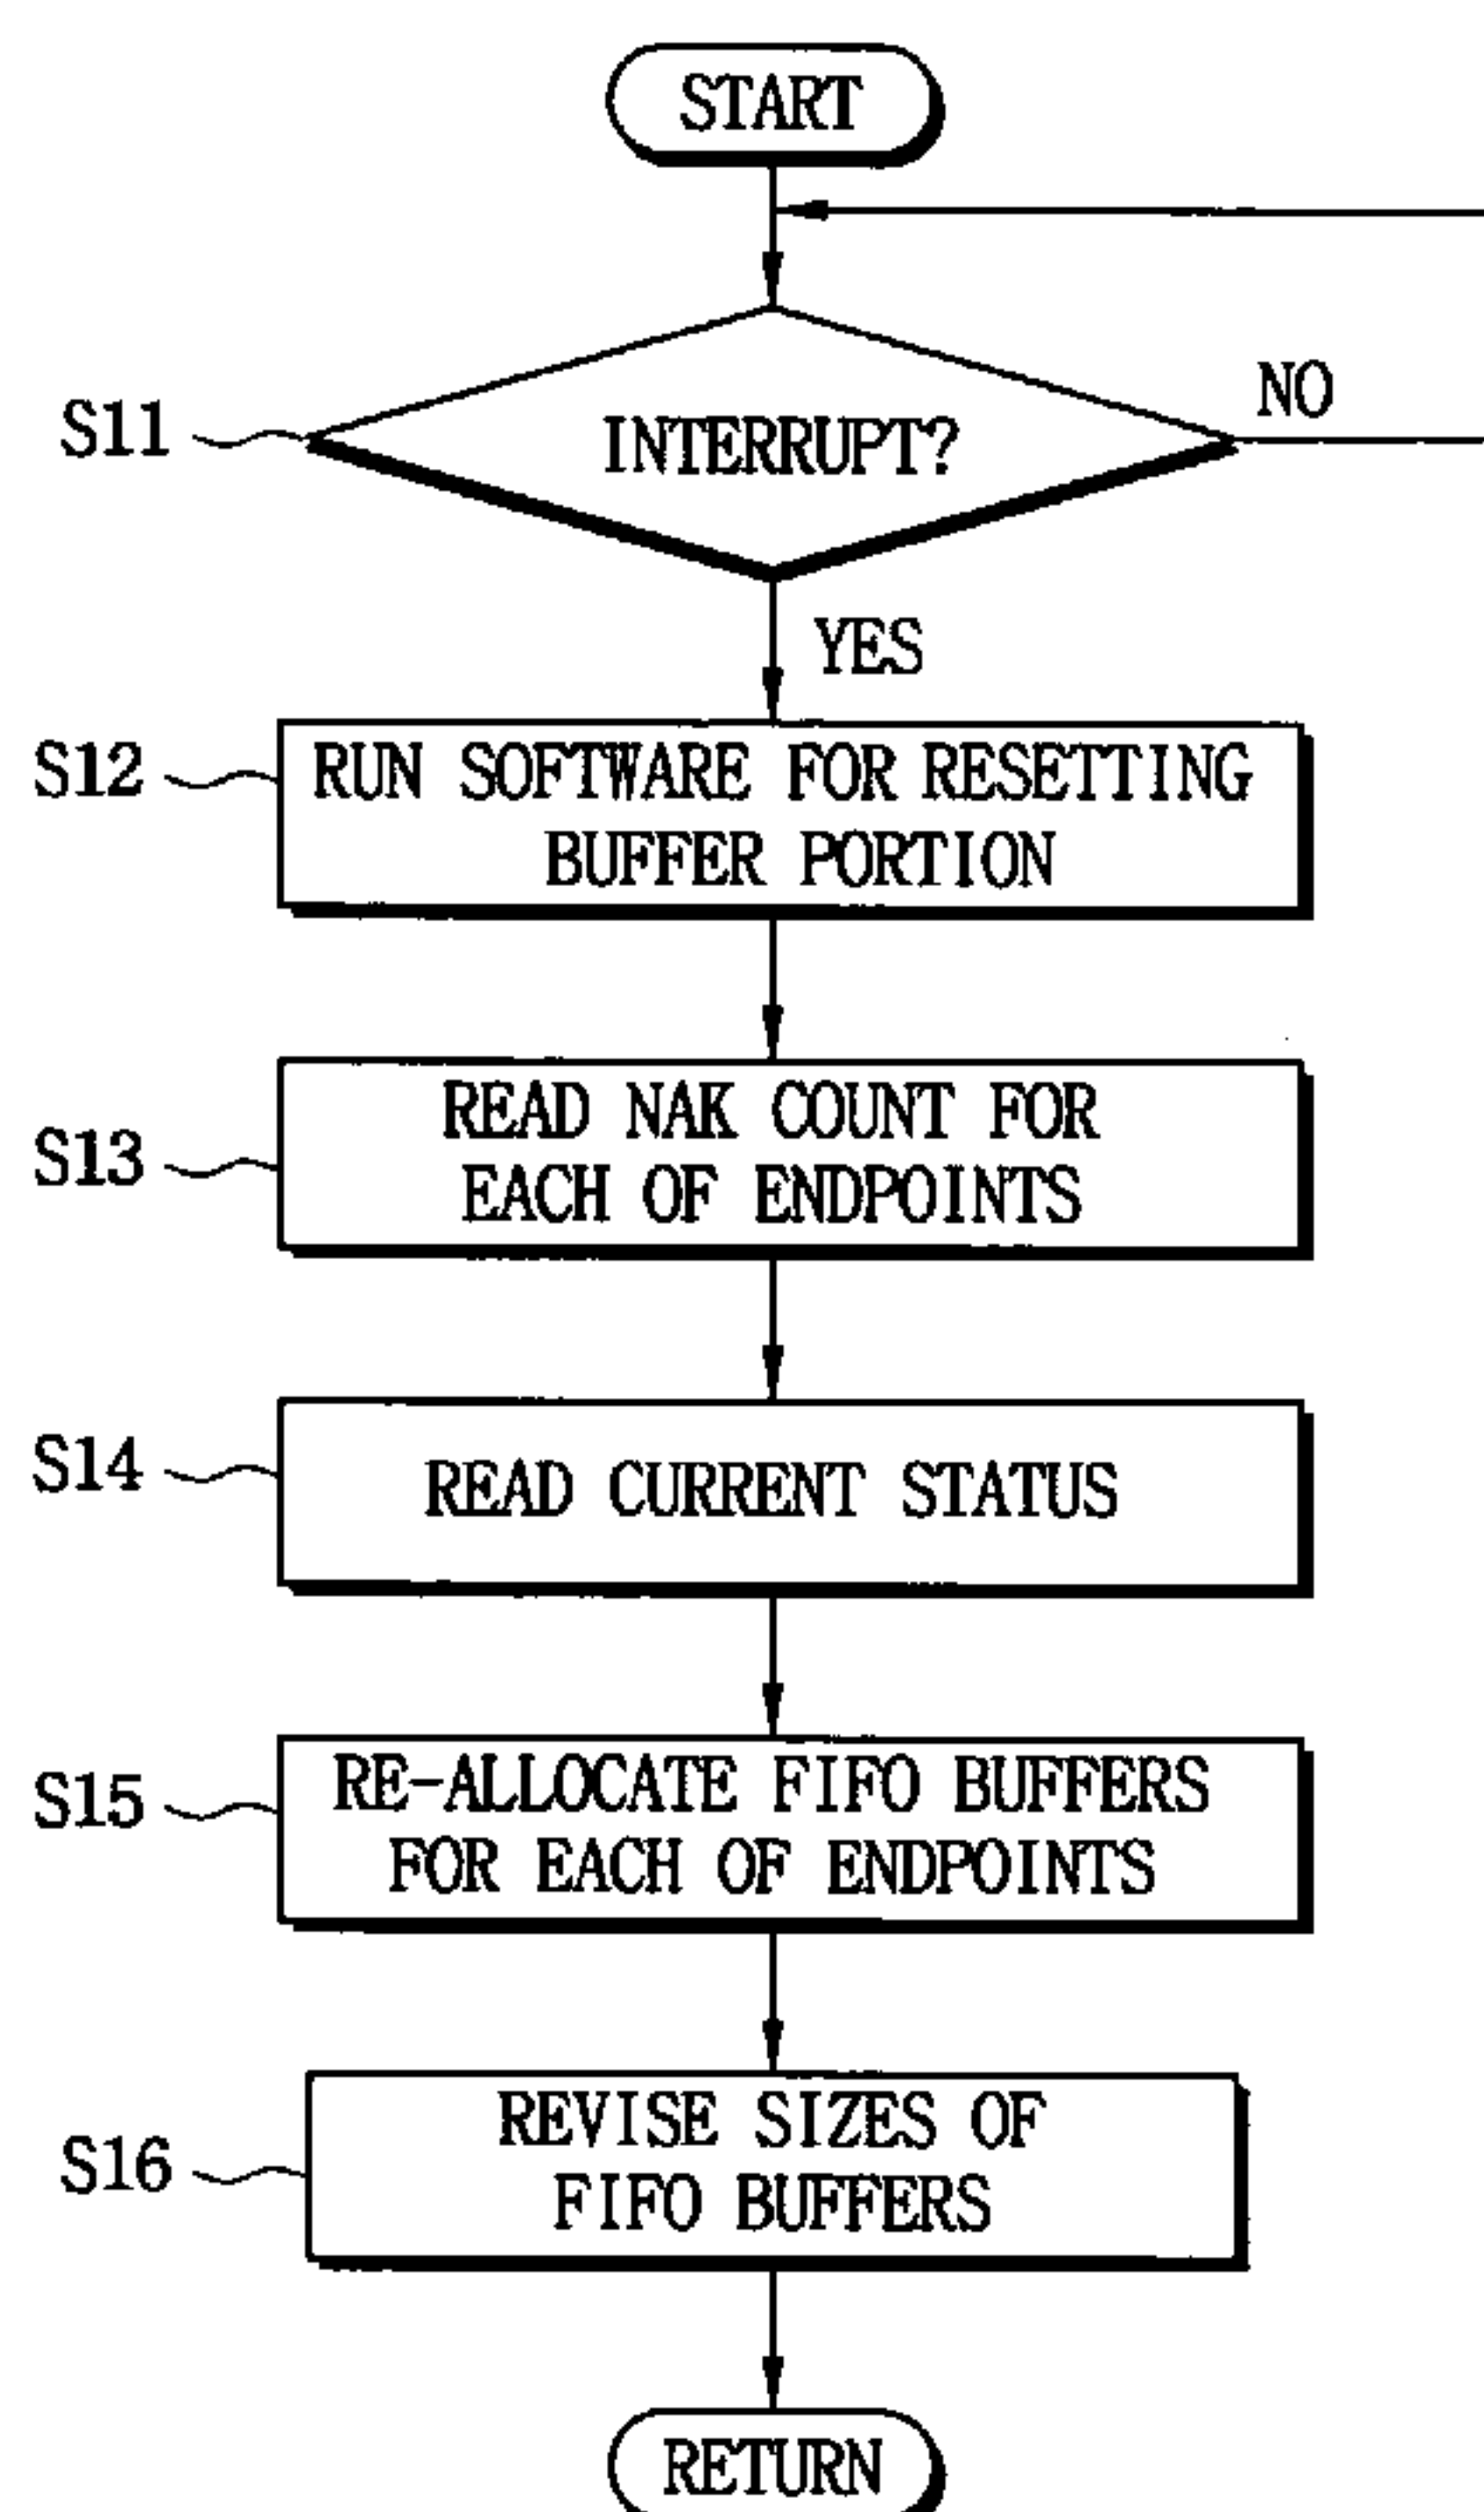 START
S11
INTERRUPT?
NO
YES
S12
RUN SOFTWARE FOR RESETTING
BUFFER PORTION
S13
READ NAK COUNT FOR
EACH OF ENDPOINTS
S14
READ CURRENT STATUS
S15
RE-ALLOCATE FIFO BUFFERS
FOR EACH OF ENDPOINTS
S16
REVISE SIZES OF
FIFO BUFFERS
RETURN